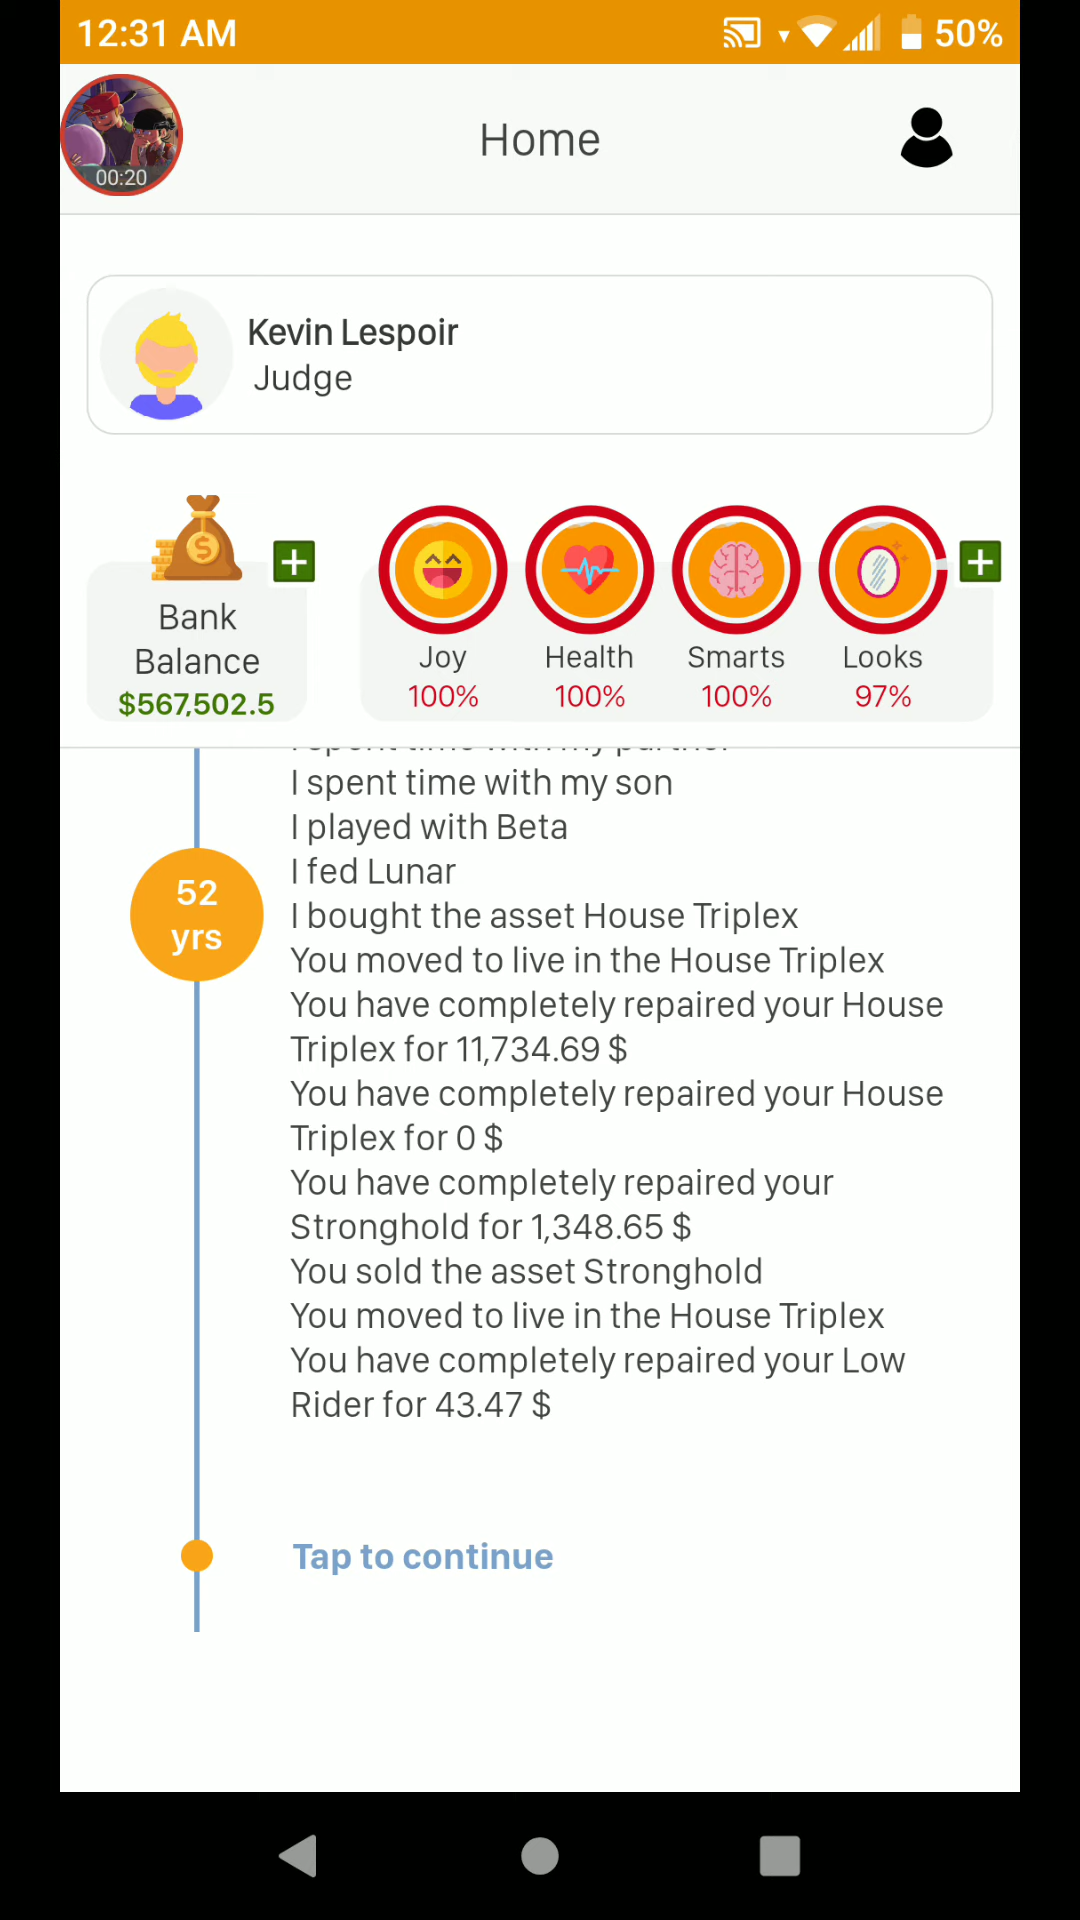 12:31 AM
50%
00:20
Home
Kevin Lespoir
Judge
Bank
Balance
$567,502.5
Joy
100%
Health
100%
Smarts
100%
Looks
97%
I spent time with my partner
I spent time with my son
I played with Beta
I fed Lunar
52
yrs
I bought the asset House Triplex
You moved to live in the House Triplex
You have completely repaired your House
Triplex for 11,734.69 $
You have completely repaired your House
Triplex for 0 $
You have completely repaired your
Stronghold for 1,348.65 $
You sold the asset Stronghold
You moved to live in the House Triplex
You have completely repaired your Low
Rider for 43.47 $
Tap to continue